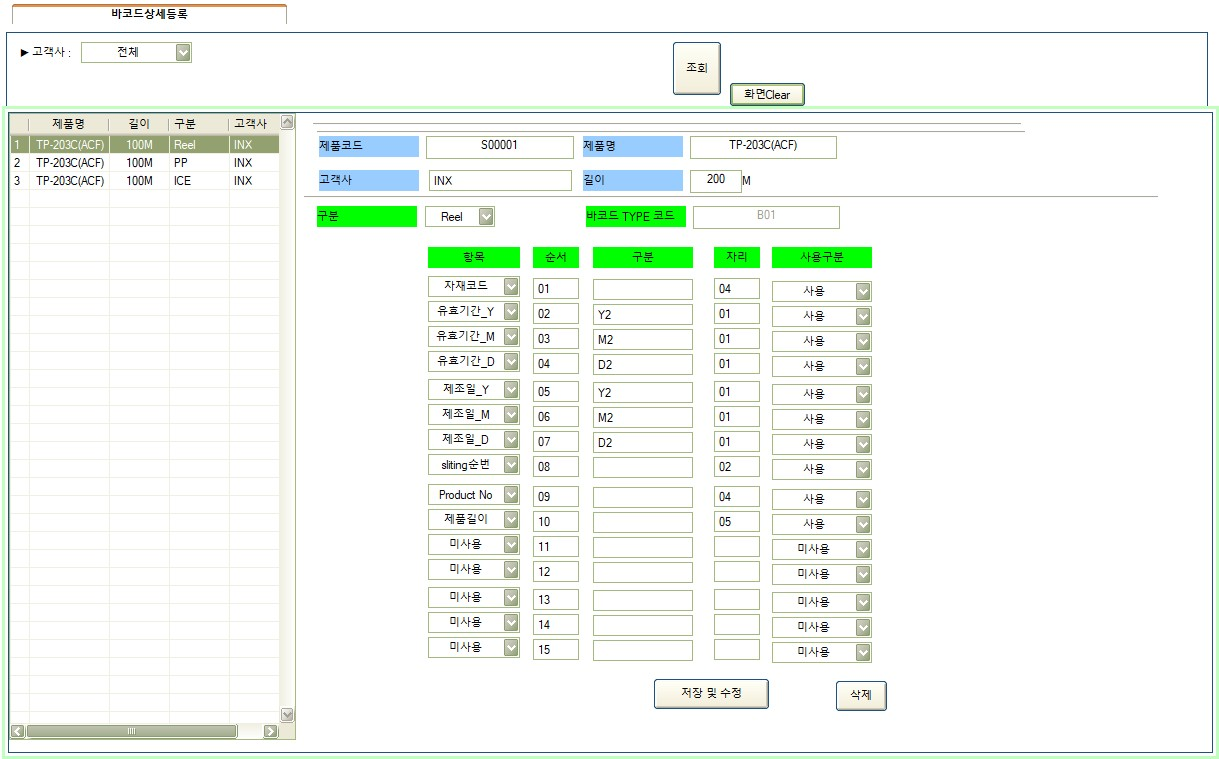 바코드상세등록
▶ 고객사 : 전체
조회
화면Clear
제품명 길이 구분 고객사
1 TP-203C(ACF) 100M Reel INX
2 TP-203C(ACF) 100M PP INX
3 TP-203C(ACF) 100M ICE INX
제품코드 S00001 제품명 TP-203C(ACF)
고객사 INX 길이 200 M
구분 Reel 바코드 TYPE 코드 B01
항목 순서 구분 자리 사용구분
자재코드 01 04 사용
유효기간_Y 02 Y2 01 사용
유효기간_M 03 M2 01 사용
유효기간_D 04 D2 01 사용
제조일_Y 05 Y2 01 사용
제조일_M 06 M2 01 사용
제조일_D 07 D2 01 사용
sliting순번 08 02 사용
Product No 09 04 사용
제품길이 10 05 사용
미사용 11 미사용
미사용 12 미사용
미사용 13 미사용
미사용 14 미사용
미사용 15 미사용
저장 및 수정 삭제